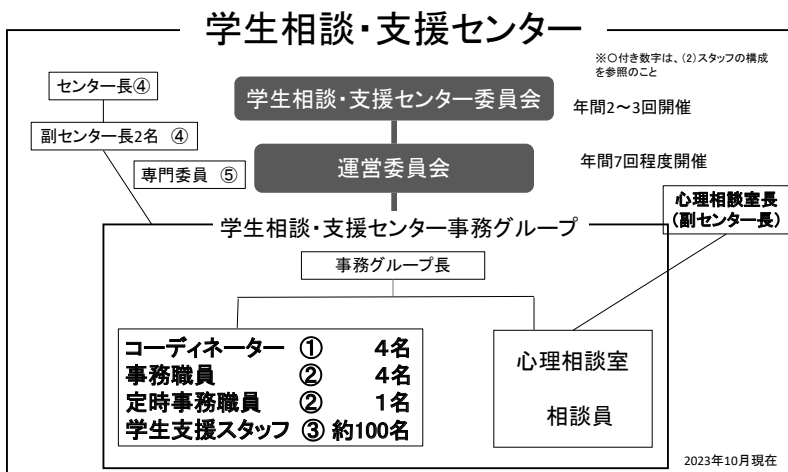 学生相談・支援センター
※〇付き数字は、(2)スタッフの構成
を参照のこと
センター長④
学生相談・支援センター委員会
年間2～3回開催
副センター長2名 ④
専門委員 ⑤
運営委員会
年間7回程度開催
心理相談室長
（副センター長）
学生相談・支援センター事務グループ
事務グループ長
コーディネーター ① 4名
事務職員 ② 4名
定時事務職員 ② 1名
学生支援スタッフ ③ 約100名
心理相談室
相談員
2023年10月現在